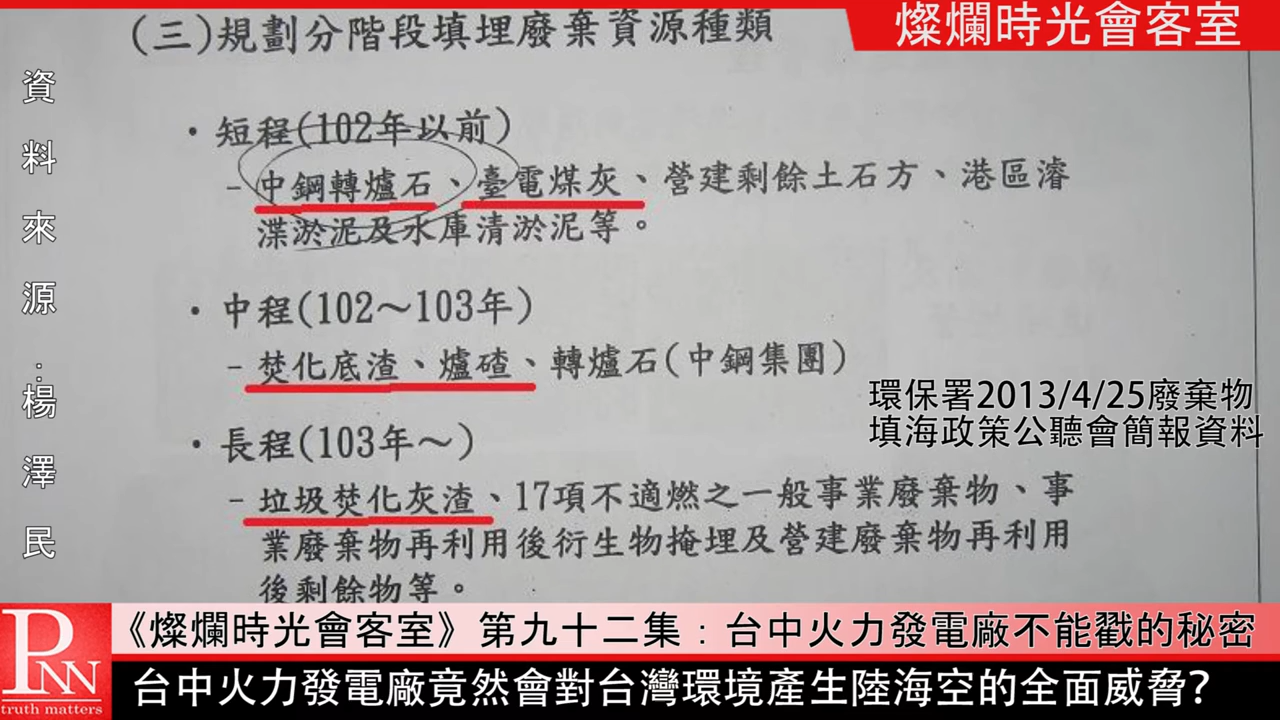 燦爛時光會客室
(三)規劃分階段填埋廢棄資源種類
資料來源:楊澤民
•短程(102年以前)
-中鋼轉爐石、臺電煤灰、營建剩餘土石方、港區濬
渫淤泥及水庫清淤泥等。
•中程(102～103年)
-焚化底渣、爐碴、轉爐石(中鋼集團)
環保署2013/4/25廢棄物
填海政策公聽會簡報資料
•長程(103年～)
-垃圾焚化灰渣、17項不適燃之一般事業廢棄物、事
業廢棄物再利用後衍生物掩埋及營建廢棄物再利用
後剩餘物等。
PNN
truth matters
《燦爛時光會客室》第九十二集：台中火力發電廠不能戳的秘密
台中火力發電廠竟然會對台灣環境產生陸海空的全面威脅?